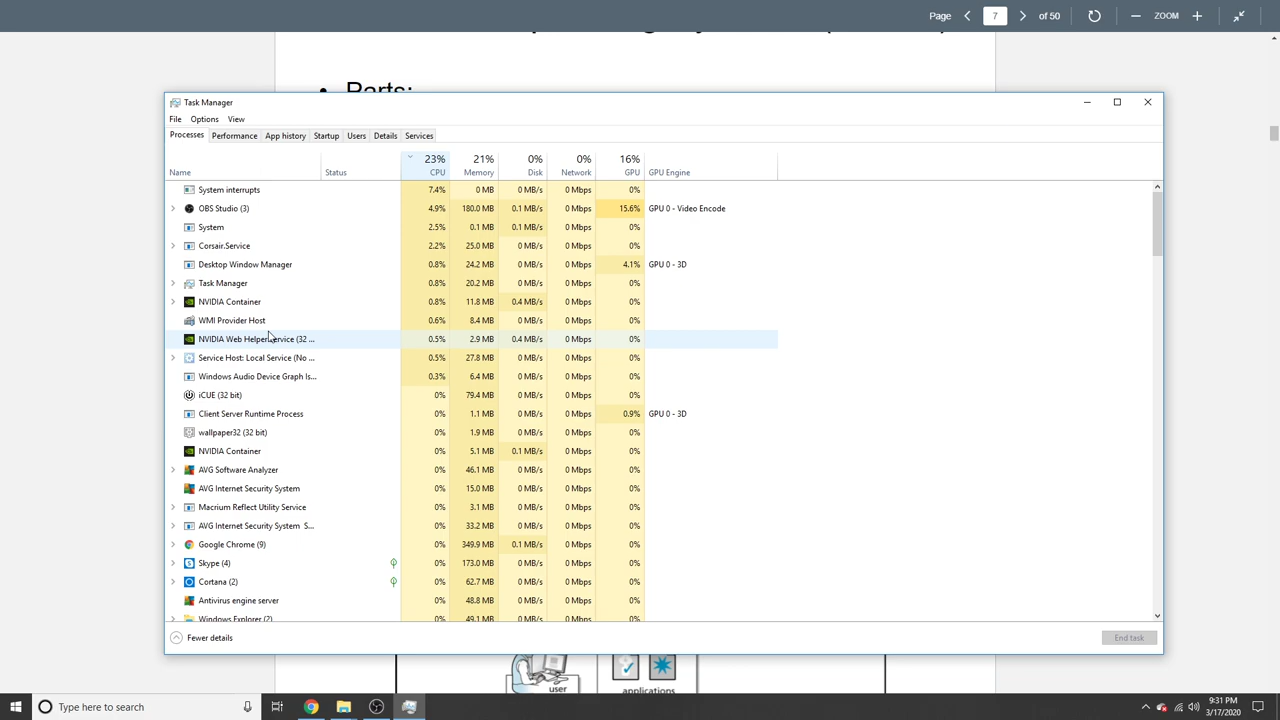 Page 7 of 50 ZOOM
Parts:
Task Manager
File Options View
Processes Performance App history Startup Users Details Services
23% 21% 0% 0% 16%
Name Status CPU Memory Disk Network GPU GPU Engine
System interrupts 7.4% 0 MB 0 MB/s 0 Mbps 0%
OBS Studio (3) 4.9% 180.0 MB 0.1 MB/s 0 Mbps 15.6% GPU 0 - Video Encode
System 2.5% 0.1 MB 0.1 MB/s 0 Mbps 0%
Corsair.Service 2.2% 25.0 MB 0 MB/s 0 Mbps 0%
Desktop Window Manager 0.8% 24.2 MB 0 MB/s 0 Mbps 4.1% GPU 0 - 3D
Task Manager 0.8% 20.2 MB 0 MB/s 0 Mbps 0%
NVIDIA Container 0.8% 11.8 MB 0.4 MB/s 0 Mbps 0%
WMI Provider Host 0.6% 8.4 MB 0 MB/s 0 Mbps 0%
NVIDIA Web Helper Service (32 ... 0.5% 2.9 MB 0.4 MB/s 0 Mbps 0%
Service Host: Local Service (No ... 0.5% 27.8 MB 0 MB/s 0 Mbps 0%
Windows Audio Device Graph Is... 0.3% 6.4 MB 0 MB/s 0 Mbps 0%
iCUE (32 bit) 0% 79.4 MB 0 MB/s 0 Mbps 0%
Client Server Runtime Process 0% 1.1 MB 0 MB/s 0 Mbps 0.9% GPU 0 - 3D
wallpaper32 (32 bit) 0% 1.9 MB 0 MB/s 0 Mbps 0%
NVIDIA Container 0% 5.1 MB 0.1 MB/s 0 Mbps 0%
AVG Software Analyzer 0% 46.1 MB 0 MB/s 0 Mbps 0%
AVG Internet Security System 0% 15.0 MB 0 MB/s 0 Mbps 0%
Macrium Reflect Utility Service 0% 3.1 MB 0 MB/s 0 Mbps 0%
AVG Internet Security System S... 0% 33.2 MB 0 MB/s 0 Mbps 0%
Google Chrome (9) 0% 349.9 MB 0.1 MB/s 0 Mbps 0%
Skype (4) 0% 173.0 MB 0 MB/s 0 Mbps 0%
Cortana (2) 0% 62.7 MB 0 MB/s 0 Mbps 0%
Antivirus engine server 0% 48.8 MB 0 MB/s 0 Mbps 0%
Windows Explorer (2) 0% 49.1 MB 0 MB/s 0 Mbps 0%
Fewer details End task
user applications
Type here to search
9:31 PM
3/17/2020